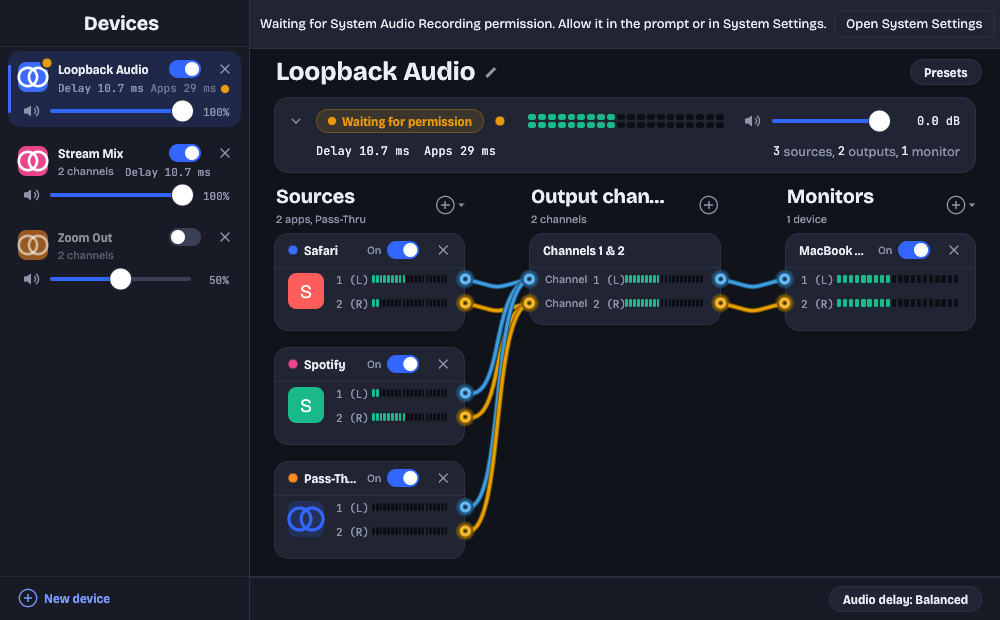 Devices
Waiting for System Audio Recording permission. Allow it in the prompt or in System Settings.
Open System Settings
Loopback Audio
Delay 10.7 ms Apps 29 ms
100%
Stream Mix
2 channels Delay 10.7 ms
100%
Zoom Out
2 channels
50%
New device
Loopback Audio
Presets
Waiting for permission
0.0 dB
Delay 10.7 ms Apps 29 ms
3 sources, 2 outputs, 1 monitor
Sources
2 apps, Pass-Thru
Safari On
S
1 (L)
2 (R)
Spotify On
S
1 (L)
2 (R)
Pass-Th... On
1 (L)
2 (R)
Output chan...
2 channels
Channels 1 & 2
Channel 1 (L)
Channel 2 (R)
Monitors
1 device
MacBook ... On
1 (L)
2 (R)
Audio delay: Balanced